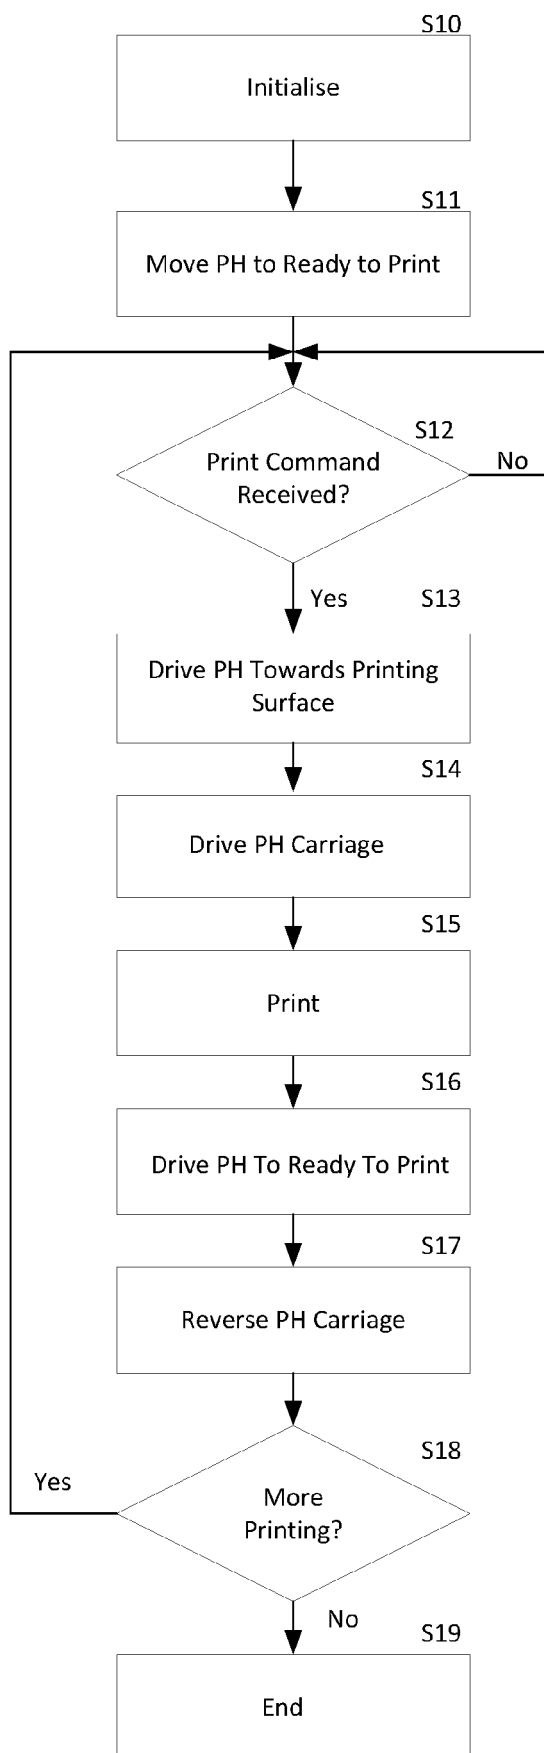 S10
Initialise
S11
Move PH to Ready to Print
S12
Print Command
Received?
No
Yes
S13
Drive PH Towards Printing
Surface
S14
Drive PH Carriage
S15
Print
S16
Drive PH To Ready To Print
S17
Reverse PH Carriage
S18
Yes
More
Printing?
No
S19
End